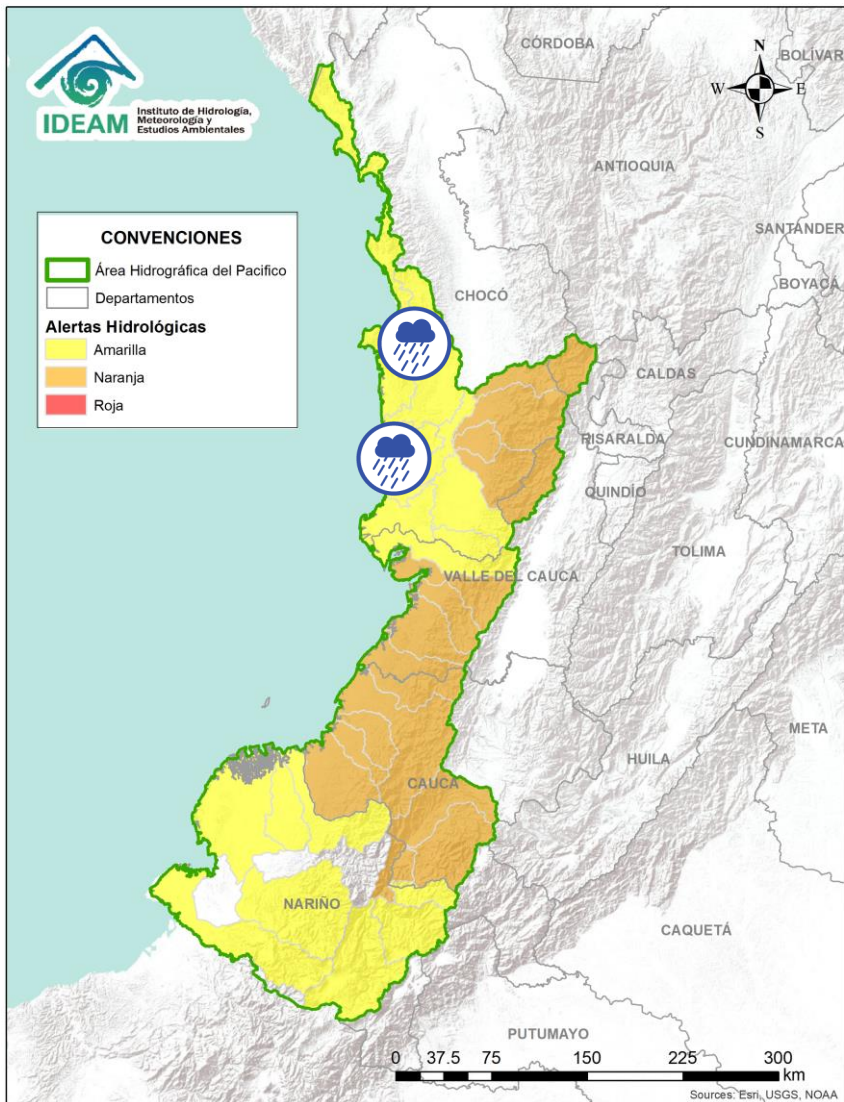 IDEAM
Instituto de Hidrología,
Meteorología y
Estudios Ambientales
CÓRDOBA
BOLÍVAR
N
W
E
S
ANTIOQUIA
SANTANDER
BOYACÁ
CONVENCIONES
Área Hidrográfica del Pacifico
Departamentos
Alertas Hidrológicas
Amarilla
Naranja
Roja
CHOCÓ
CALDAS
RISARALDA
CUNDINAMARCA
QUINDÍO
TOLIMA
VALLE DEL CAUCA
META
HUILA
CAUCA
NARIÑO
CAQUETÁ
PUTUMAYO
0 37.5 75 150 225 300
km
Sources: Esri, USGS, NOAA